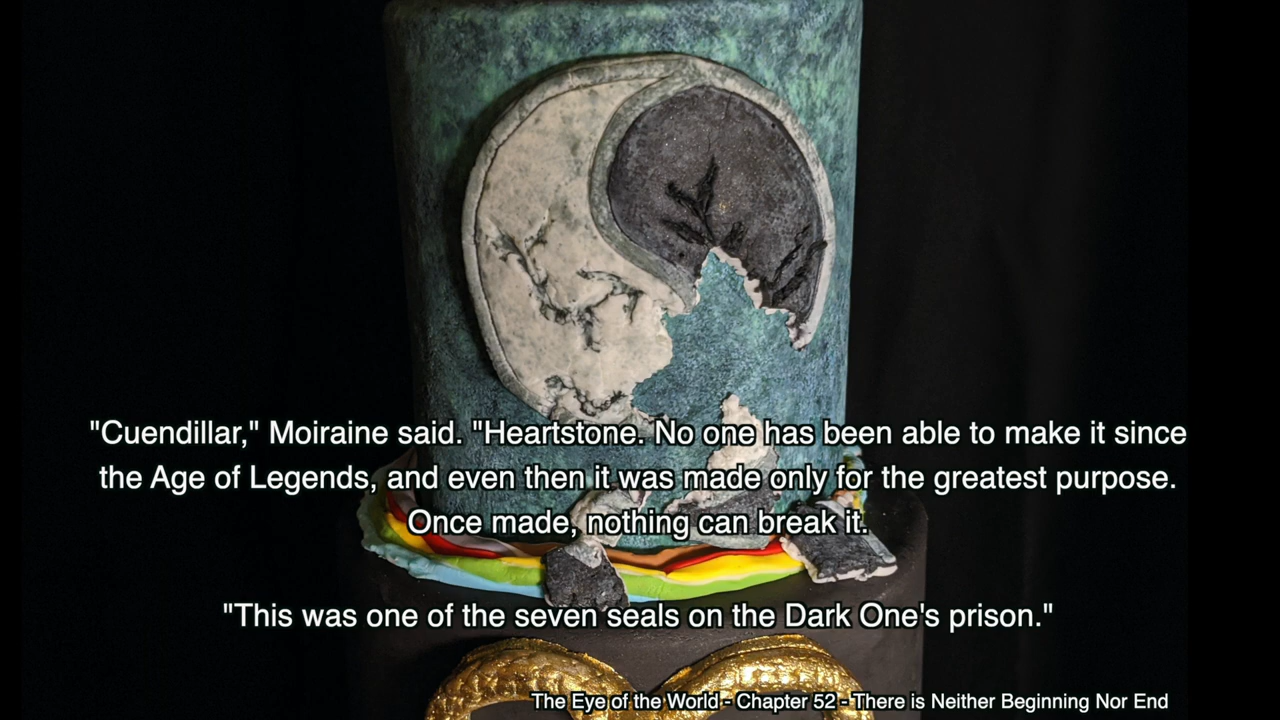 "Cuendillar," Moiraine said. "Heartstone. No one has been able to make it since
the Age of Legends, and even then it was made only for the greatest purpose.
Once made, nothing can break it.
"This was one of the seven seals on the Dark One's prison."
The Eye of the World - Chapter 52 - There is Neither Beginning Nor End